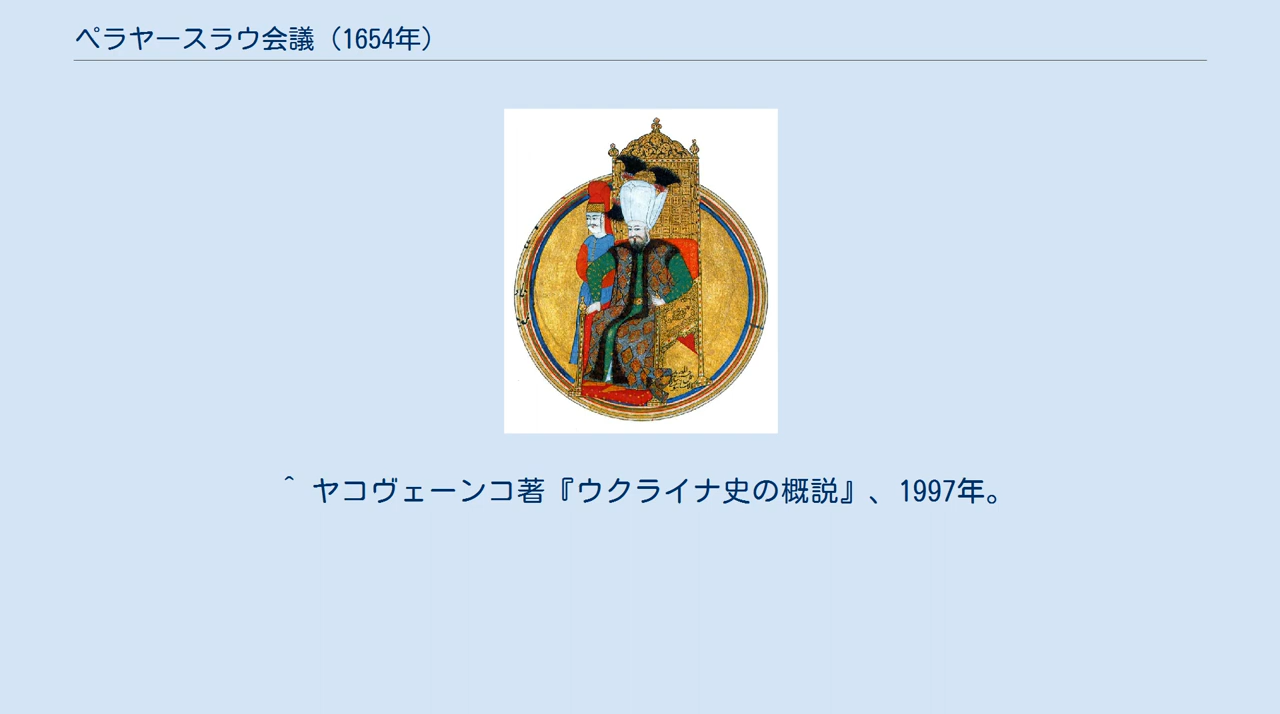 ペラヤースラウ会議（1654年）
^ ヤコヴェーンコ著『ウクライナ史の概説』、1997年。